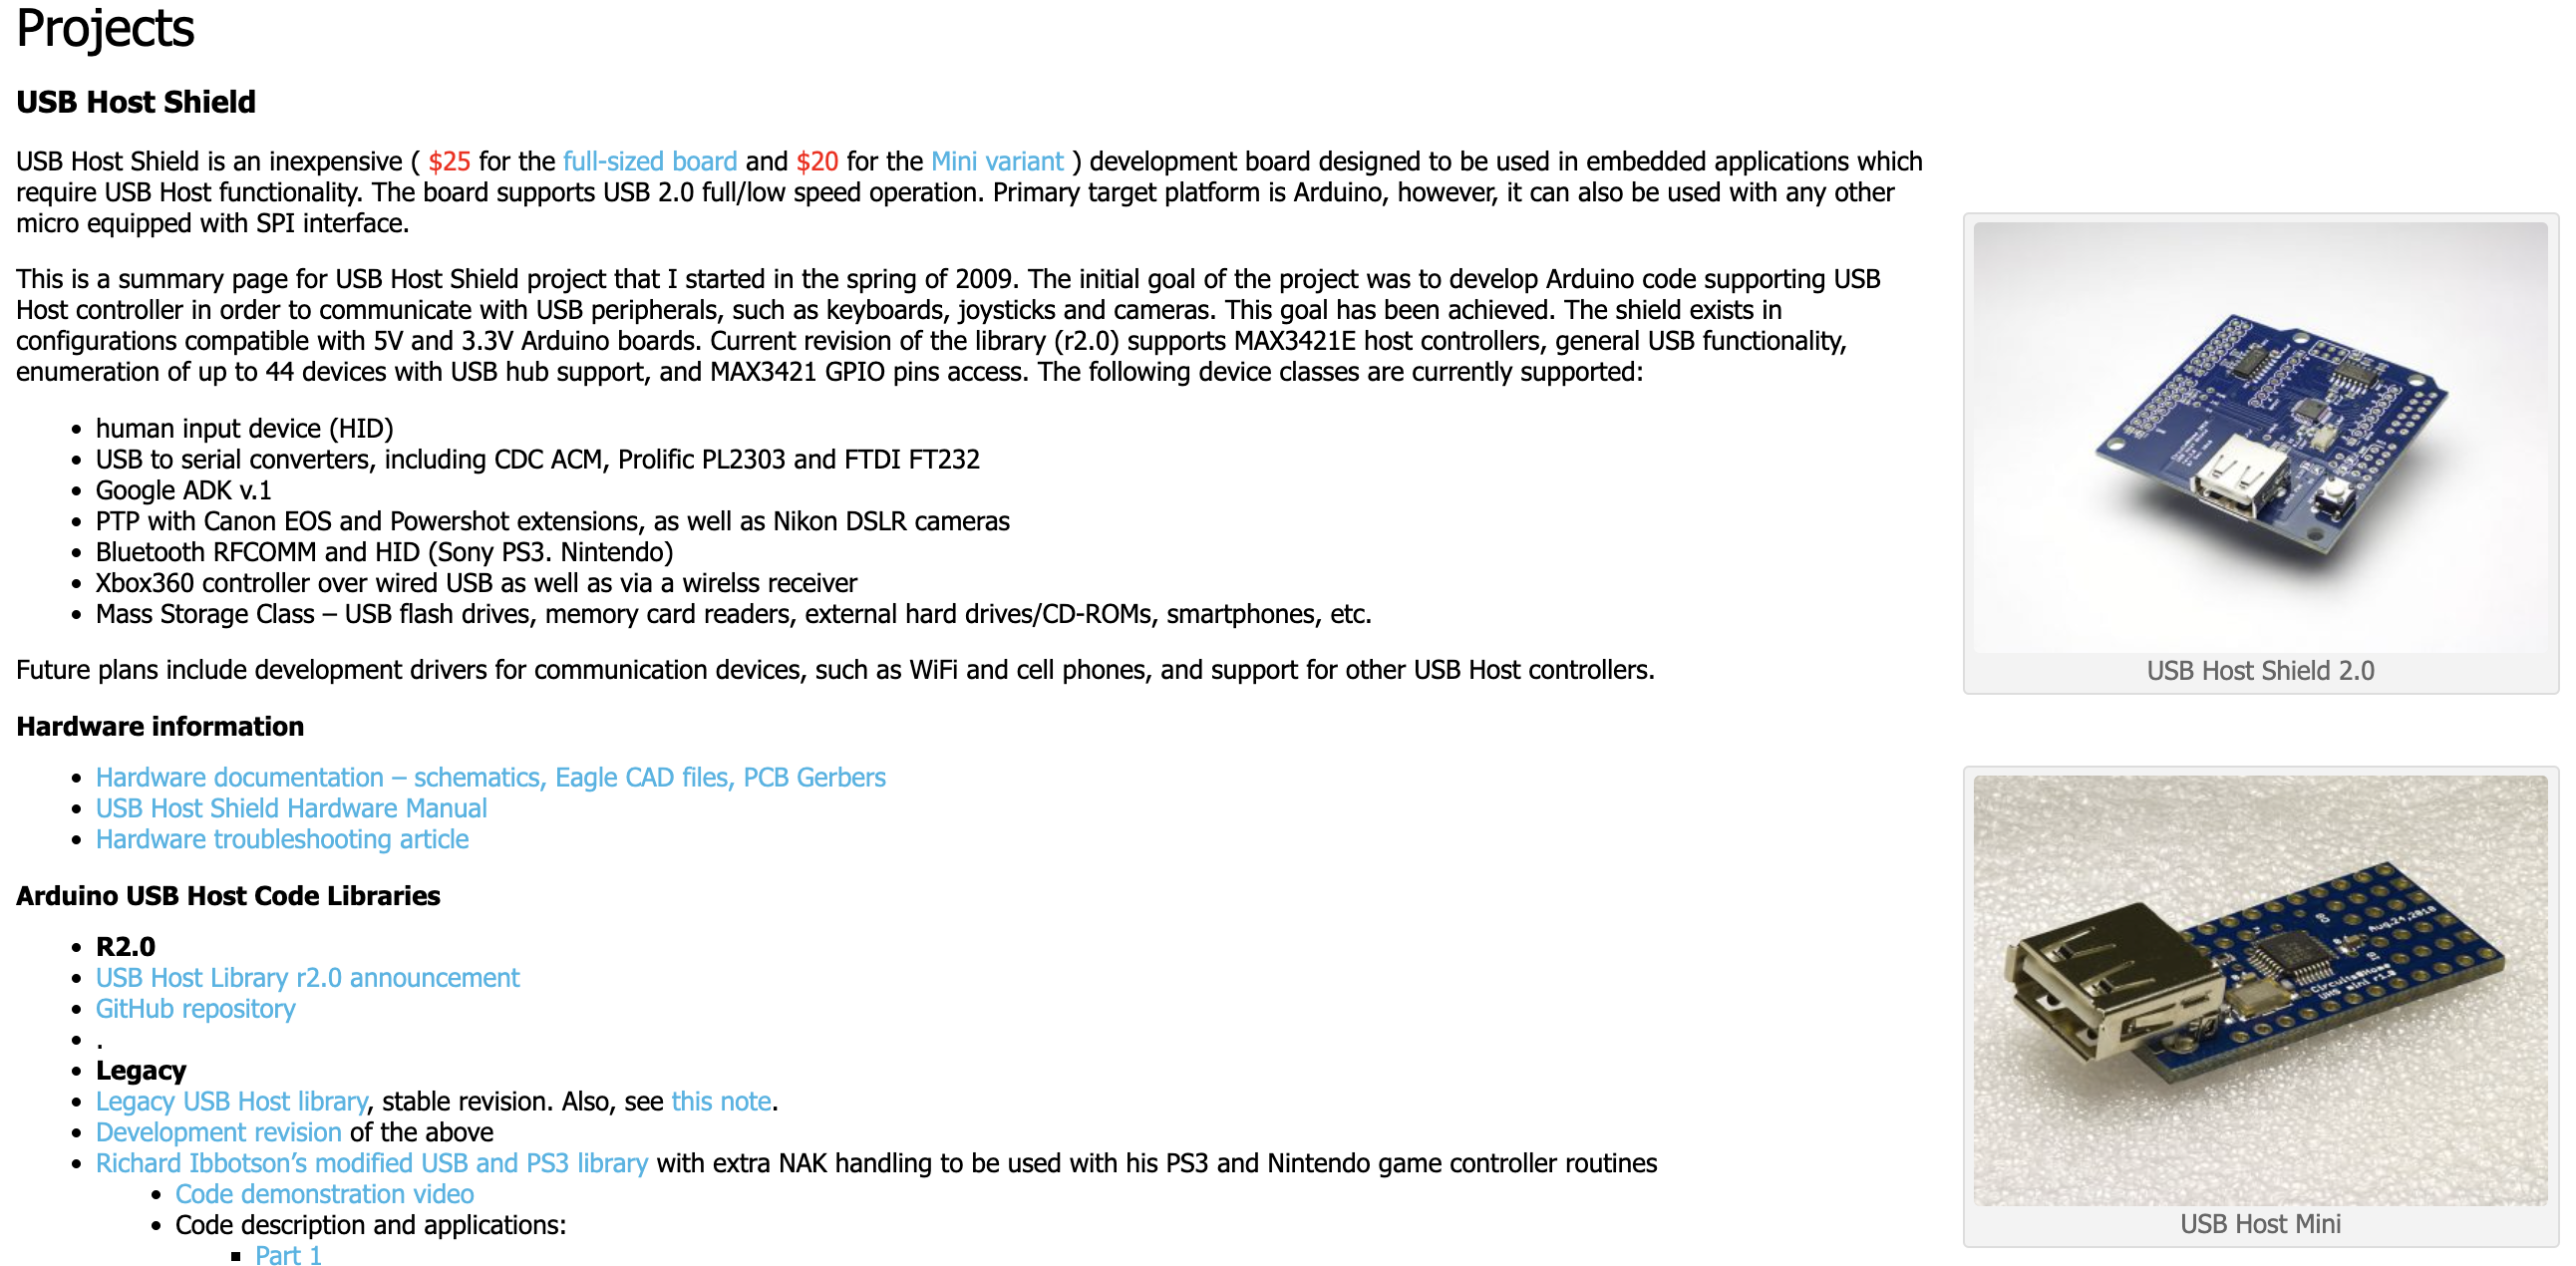 Projects
USB Host Shield
USB Host Shield is an inexpensive ( $25 for the full-sized board and $20 for the Mini variant ) development board designed to be used in embedded applications which
require USB Host functionality. The board supports USB 2.0 full/low speed operation. Primary target platform is Arduino, however, it can also be used with any other
micro equipped with SPI interface.
This is a summary page for USB Host Shield project that I started in the spring of 2009. The initial goal of the project was to develop Arduino code supporting USB
Host controller in order to communicate with USB peripherals, such as keyboards, joysticks and cameras. This goal has been achieved. The shield exists in
configurations compatible with 5V and 3.3V Arduino boards. Current revision of the library (r2.0) supports MAX3421E host controllers, general USB functionality,
enumeration of up to 44 devices with USB hub support, and MAX3421 GPIO pins access. The following device classes are currently supported:
• human input device (HID)
• USB to serial converters, including CDC ACM, Prolific PL2303 and FTDI FT232
• Google ADK v.1
• PTP with Canon EOS and Powershot extensions, as well as Nikon DSLR cameras
• Bluetooth RFCOMM and HID (Sony PS3. Nintendo)
• Xbox360 controller over wired USB as well as via a wirelss receiver
• Mass Storage Class – USB flash drives, memory card readers, external hard drives/CD-ROMs, smartphones, etc.
Future plans include development drivers for communication devices, such as WiFi and cell phones, and support for other USB Host controllers.
Hardware information
• Hardware documentation – schematics, Eagle CAD files, PCB Gerbers
• USB Host Shield Hardware Manual
• Hardware troubleshooting article
Arduino USB Host Code Libraries
• R2.0
• USB Host Library r2.0 announcement
• GitHub repository
• .
• Legacy
• Legacy USB Host library, stable revision. Also, see this note.
• Development revision of the above
• Richard Ibbotson’s modified USB and PS3 library with extra NAK handling to be used with his PS3 and Nintendo game controller routines
• Code demonstration video
• Code description and applications:
▪ Part 1
USB Host Shield 2.0
Aug.24,2010
Circuits@Home
UHS mini r1.0
USB Host Mini